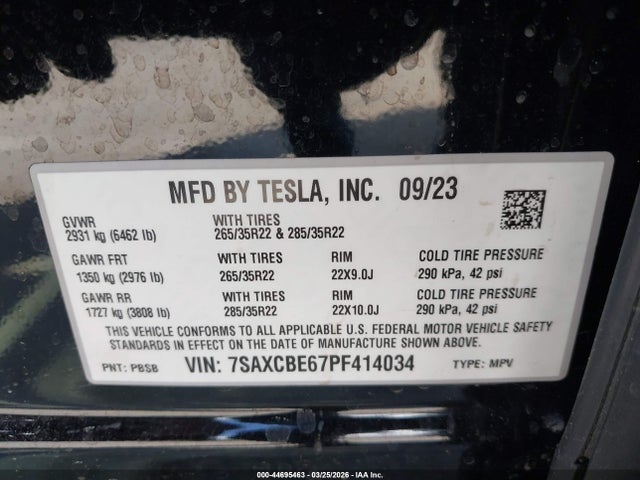 MFD BY TESLA, INC. 09/23
GVWR WITH TIRES
2931 kg (6462 lb) 265/35R22 & 285/35R22
GAWR FRT WITH TIRES RIM COLD TIRE PRESSURE
1350 kg (2976 lb) 265/35R22 22X9.0J 290 kPa, 42 psi
GAWR RR WITH TIRES RIM COLD TIRE PRESSURE
1727 kg (3808 lb) 285/35R22 22X10.0J 290 kPa, 42 psi
THIS VEHICLE CONFORMS TO ALL APPLICABLE U.S. FEDERAL MOTOR VEHICLE SAFETY
STANDARDS IN EFFECT ON THE DATE OF MANUFACTURE SHOWN ABOVE.
PNT: PBSB VIN: 7SAXCBE67PF414034 TYPE: MPV
000-44695463 - 03/25/2026 - IAA Inc.